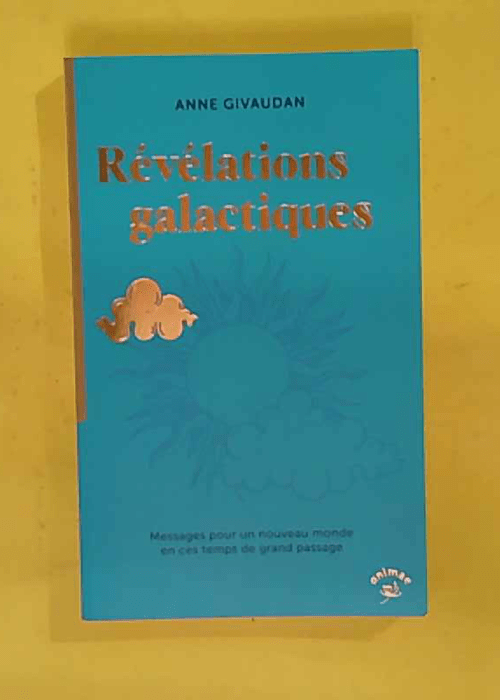 ANNE GIVAUDAN
Révélations
galactiques
Messages pour un nouveau monde
en ces temps de grand passage
animae